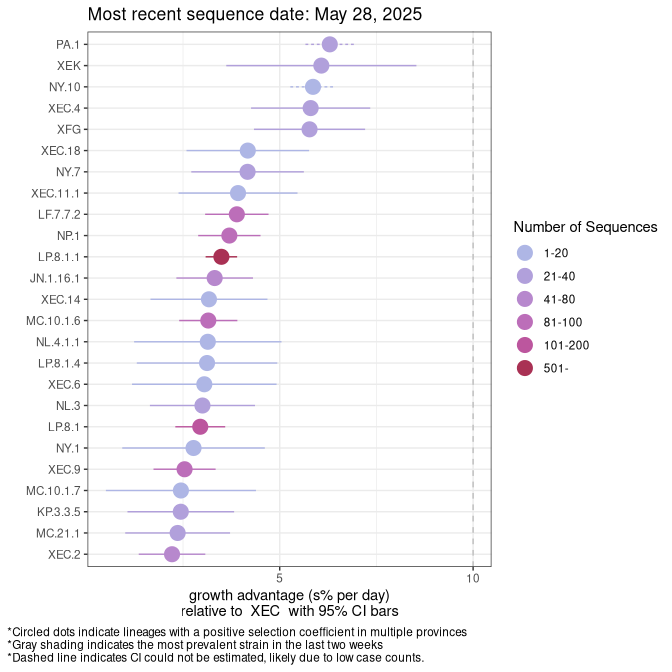 Most recent sequence date: May 28, 2025
PA.1
XEK
NY.10
XEC.4
XFG
XEC.18
NY.7
XEC.11.1
LF.7.7.2
NP.1
LP.8.1.1
JN.1.16.1
XEC.14
MC.10.1.6
NL.4.1.1
LP.8.1.4
XEC.6
NL.3
LP.8.1
NY.1
XEC.9
MC.10.1.7
KP.3.3.5
MC.21.1
XEC.2
5 10
growth advantage (s% per day)
relative to XEC with 95% CI bars
Number of Sequences
1-20
21-40
41-80
81-100
101-200
501-
*Circled dots indicate lineages with a positive selection coefficient in multiple provinces
*Gray shading indicates the most prevalent strain in the last two weeks
*Dashed line indicates CI could not be estimated, likely due to low case counts.